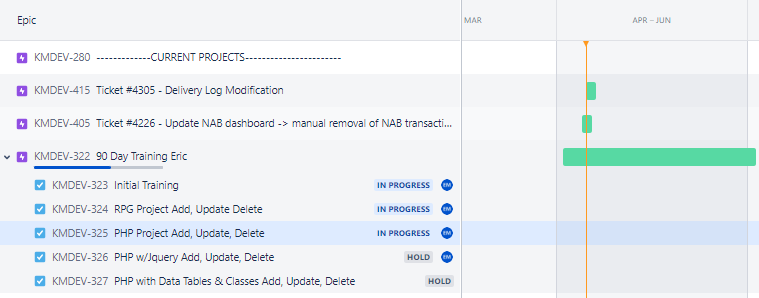 Epic MAR APR – JUN
KMDEV-280 -------------CURRENT PROJECTS-----------------------
KMDEV-415 Ticket #4305 - Delivery Log Modification
KMDEV-405 Ticket #4226 - Update NAB dashboard -> manual removal of NAB transacti...
KMDEV-322 90 Day Training Eric
KMDEV-323 Initial Training IN PROGRESS EM
KMDEV-324 RPG Project Add, Update Delete IN PROGRESS EM
KMDEV-325 PHP Project Add, Update, Delete IN PROGRESS EM
KMDEV-326 PHP w/Jquery Add, Update, Delete HOLD EM
KMDEV-327 PHP with Data Tables & Classes Add, Update, Delete HOLD